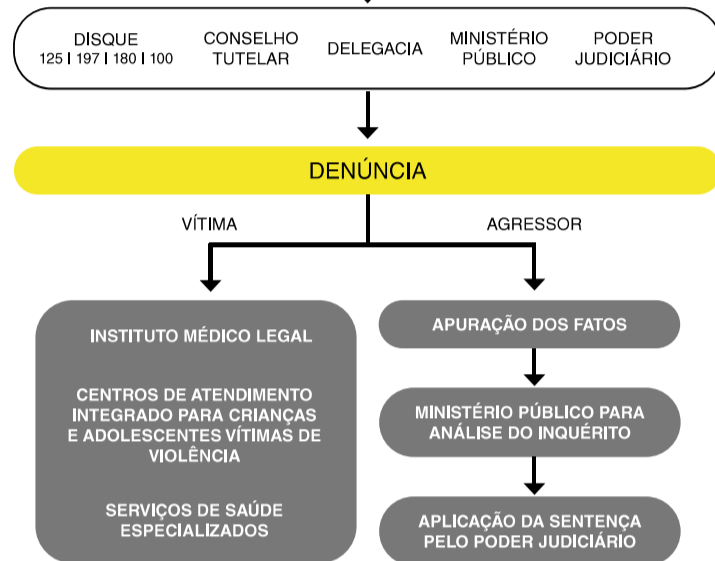 DISQUE
125 I 197 I 180 I 100
CONSELHO
TUTELAR
DELEGACIA
MINISTÉRIO
PÚBLICO
PODER
JUDICIÁRIO
DENÚNCIA
VÍTIMA
AGRESSOR
INSTITUTO MÉDICO LEGAL
CENTROS DE ATENDIMENTO
INTEGRADO PARA CRIANÇAS
E ADOLESCENTES VÍTIMAS DE
VIOLÊNCIA
SERVIÇOS DE SAÚDE
ESPECIALIZADOS
APURAÇÃO DOS FATOS
MINISTÉRIO PÚBLICO PARA
ANÁLISE DO INQUÉRITO
APLICAÇÃO DA SENTENÇA
PELO PODER JUDICIÁRIO